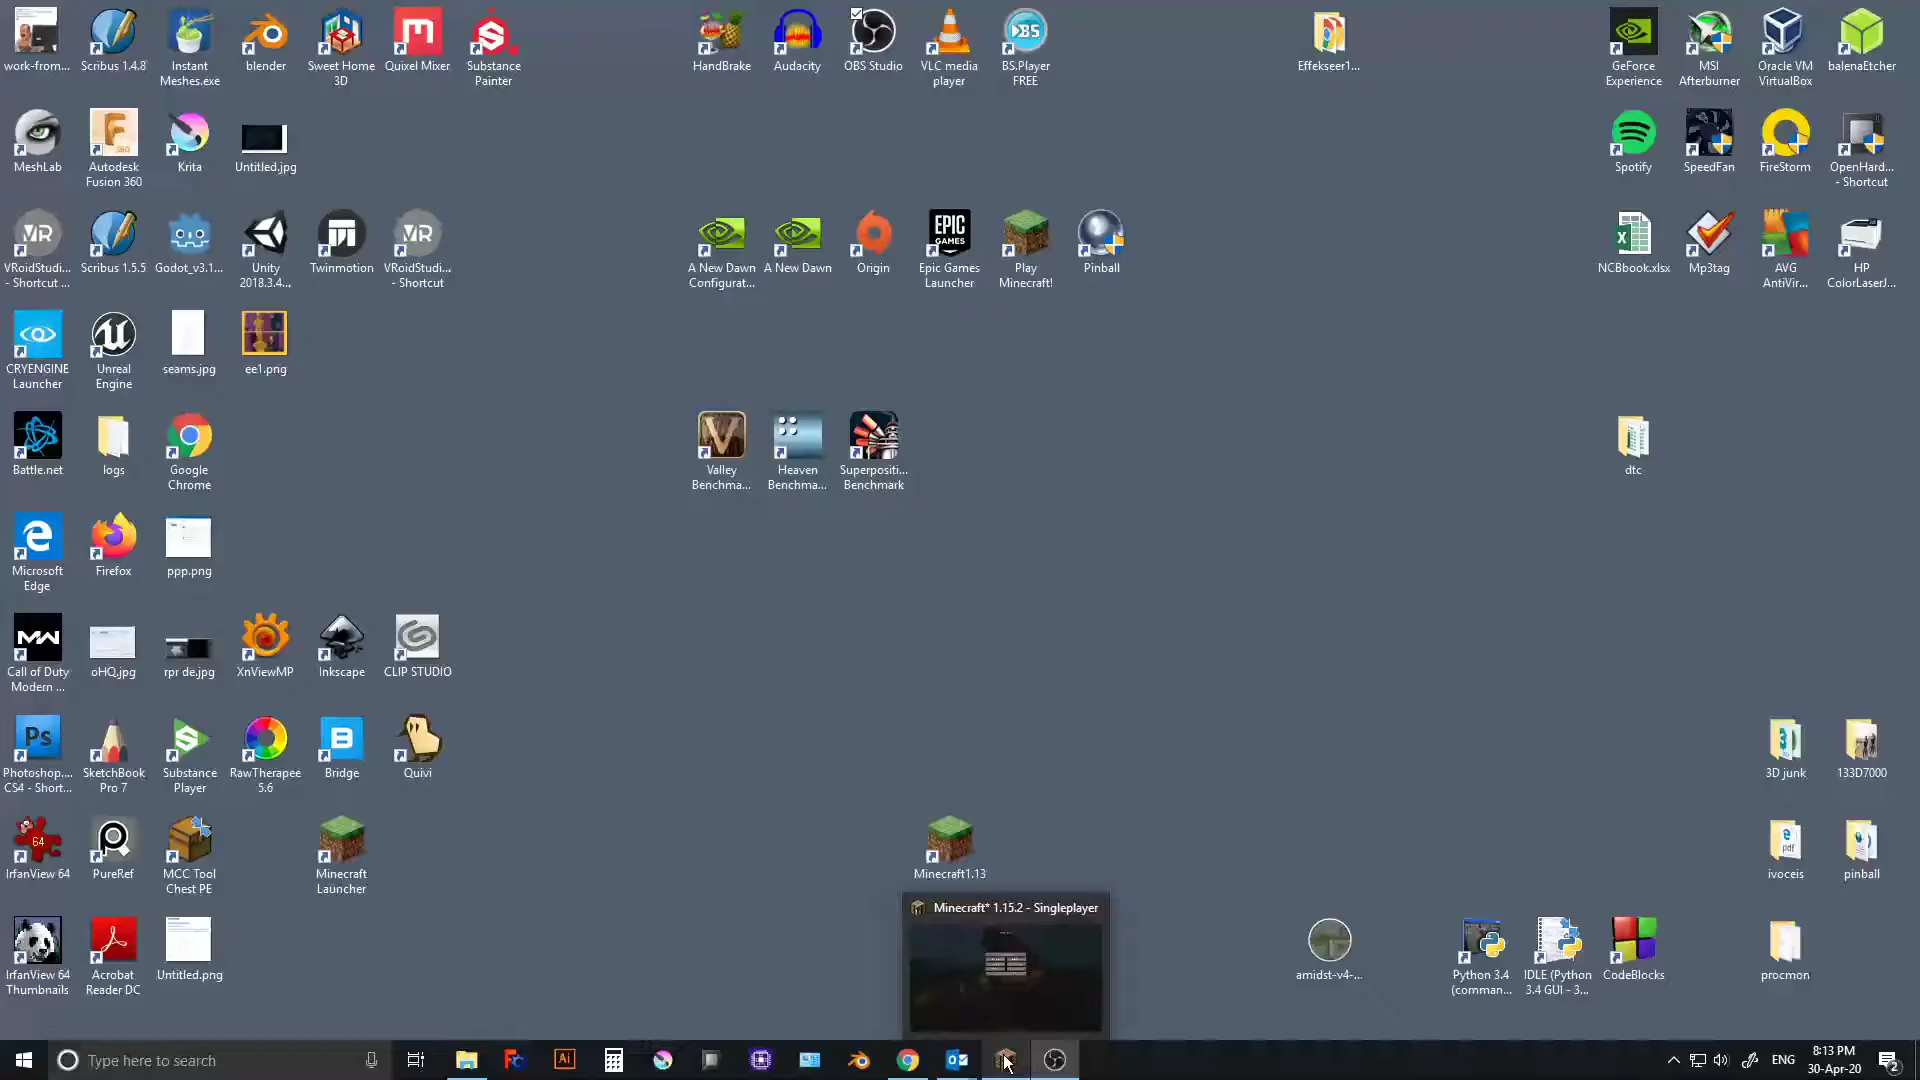 work-from...
Scribus 1.4.8
Instant
Meshes.exe
blender
Sweet Home
3D
Quixel Mixer
Substance
Painter
HandBrake
Audacity
OBS Studio
VLC media
player
BS.Player
FREE
Effekseer1...
GeForce
Experience
MSI
Afterburner
Oracle VM
VirtualBox
balenaEtcher
MeshLab
Autodesk
Fusion 360
Krita
Untitled.jpg
Spotify
SpeedFan
FireStorm
OpenHard...
- Shortcut
VRoidStudi...
- Shortcut ...
Scribus 1.5.5
Godot_v3.1...
Unity
2018.3.4...
Twinmotion
VRoidStudi...
- Shortcut
A New Dawn
Configurat...
A New Dawn
Origin
EPIC
GAMES
Epic Games
Launcher
Play
Minecraft!
Pinball
NCBbook.xlsx
Mp3tag
AVG
AntiVir...
HP
ColorLaserJ...
CRYENGINE
Launcher
Unreal
Engine
seams.jpg
ee1.png
Battle.net
logs
Google
Chrome
Valley
Benchma...
Heaven
Benchma...
Superpositi...
Benchmark
dtc
Microsoft
Edge
Firefox
ppp.png
Call of Duty
Modern ...
oHQ.jpg
rpr de.jpg
XnViewMP
Inkscape
CLIP STUDIO
Photoshop....
CS4 - Short...
SketchBook
Pro 7
Substance
Player
RawTherapee
5.6
Bridge
Quivi
3D junk
133D7000
IrfanView 64
PureRef
MCC Tool
Chest PE
Minecraft
Launcher
Minecraft1.13
ivoceis
pinball
Minecraft* 1.15.2 - Singleplayer
IrfanView 64
Thumbnails
Acrobat
Reader DC
Untitled.png
amidst-v4-...
Python 3.4
(comman...
IDLE (Python
3.4 GUI - 3...
CodeBlocks
procmon
Type here to search
ENG
8:13 PM
30-Apr-20
2